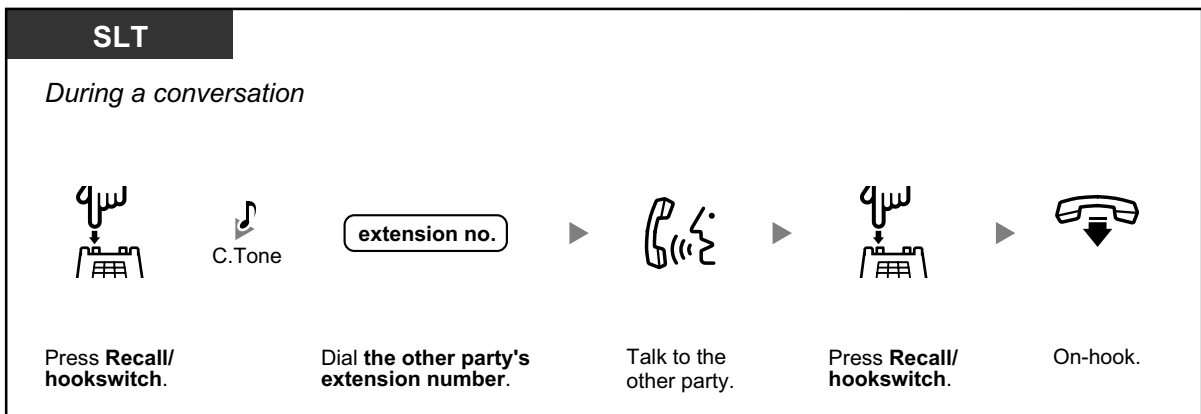 SLT
During a conversation
C.Tone
extension no.
Press Recall/
hookswitch.
Dial the other party's
extension number.
Talk to the
other party.
Press Recall/
hookswitch.
On-hook.